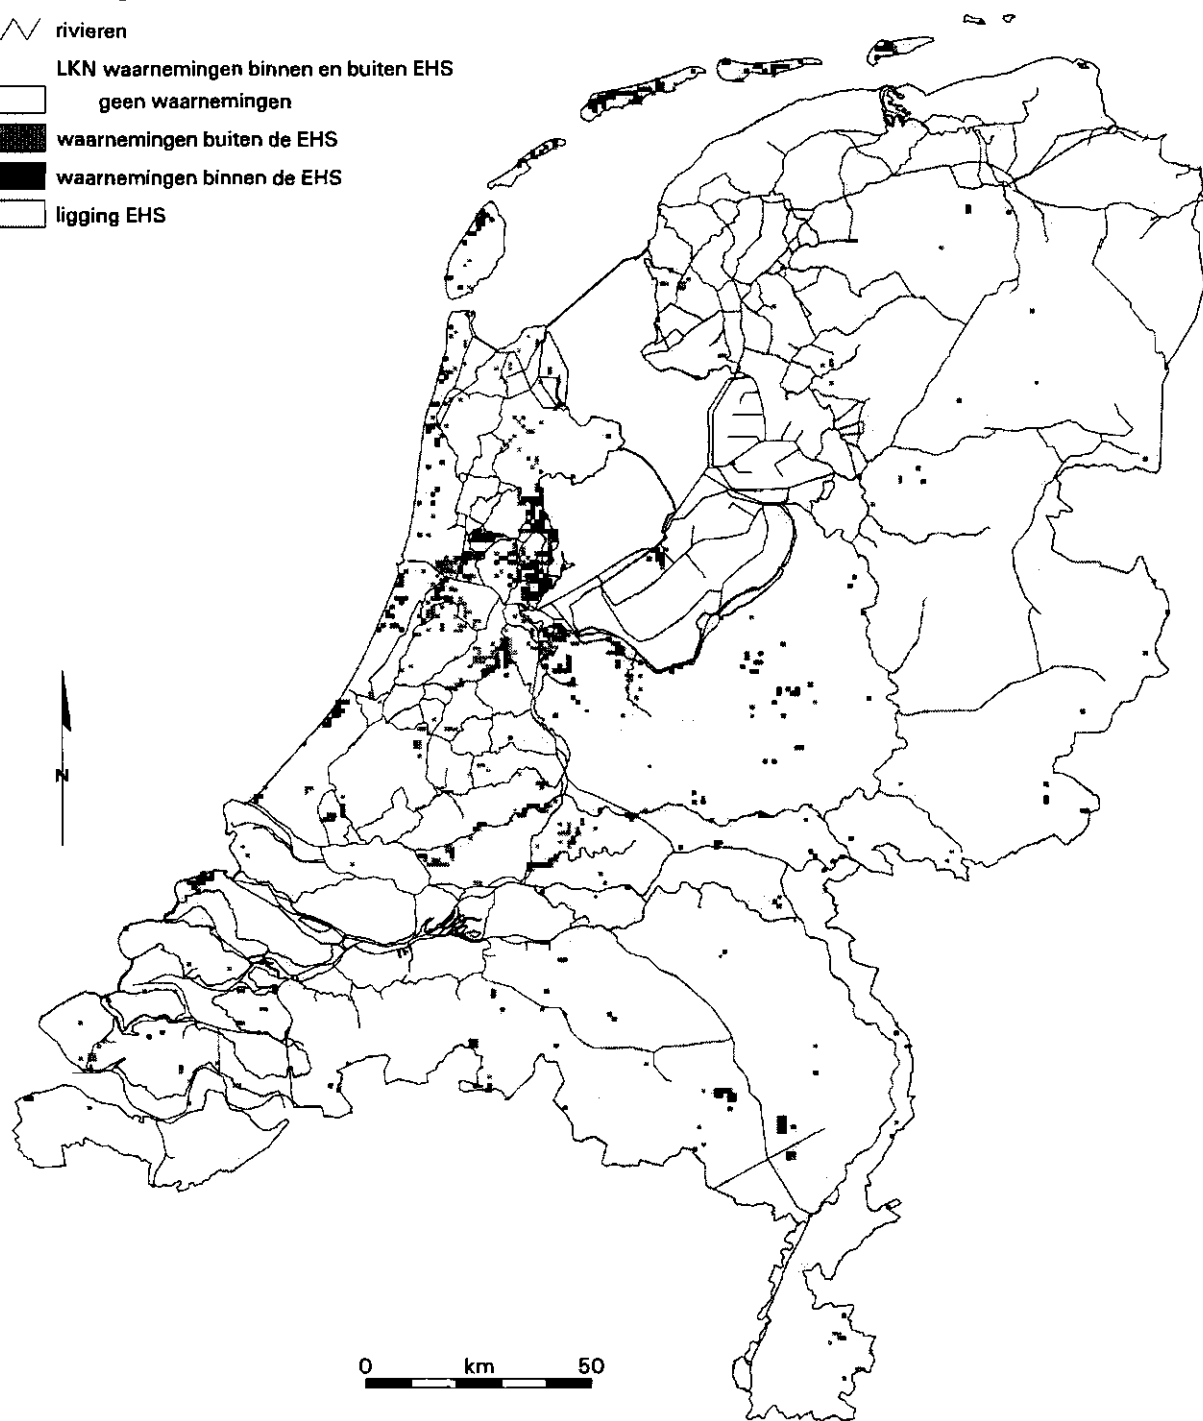 rivieren
LKN waarnemingen binnen en buiten EHS
geen waarnemingen
waarnemingen buiten de EHS
waarnemingen binnen de EHS
ligging EHS
N
0 km 50